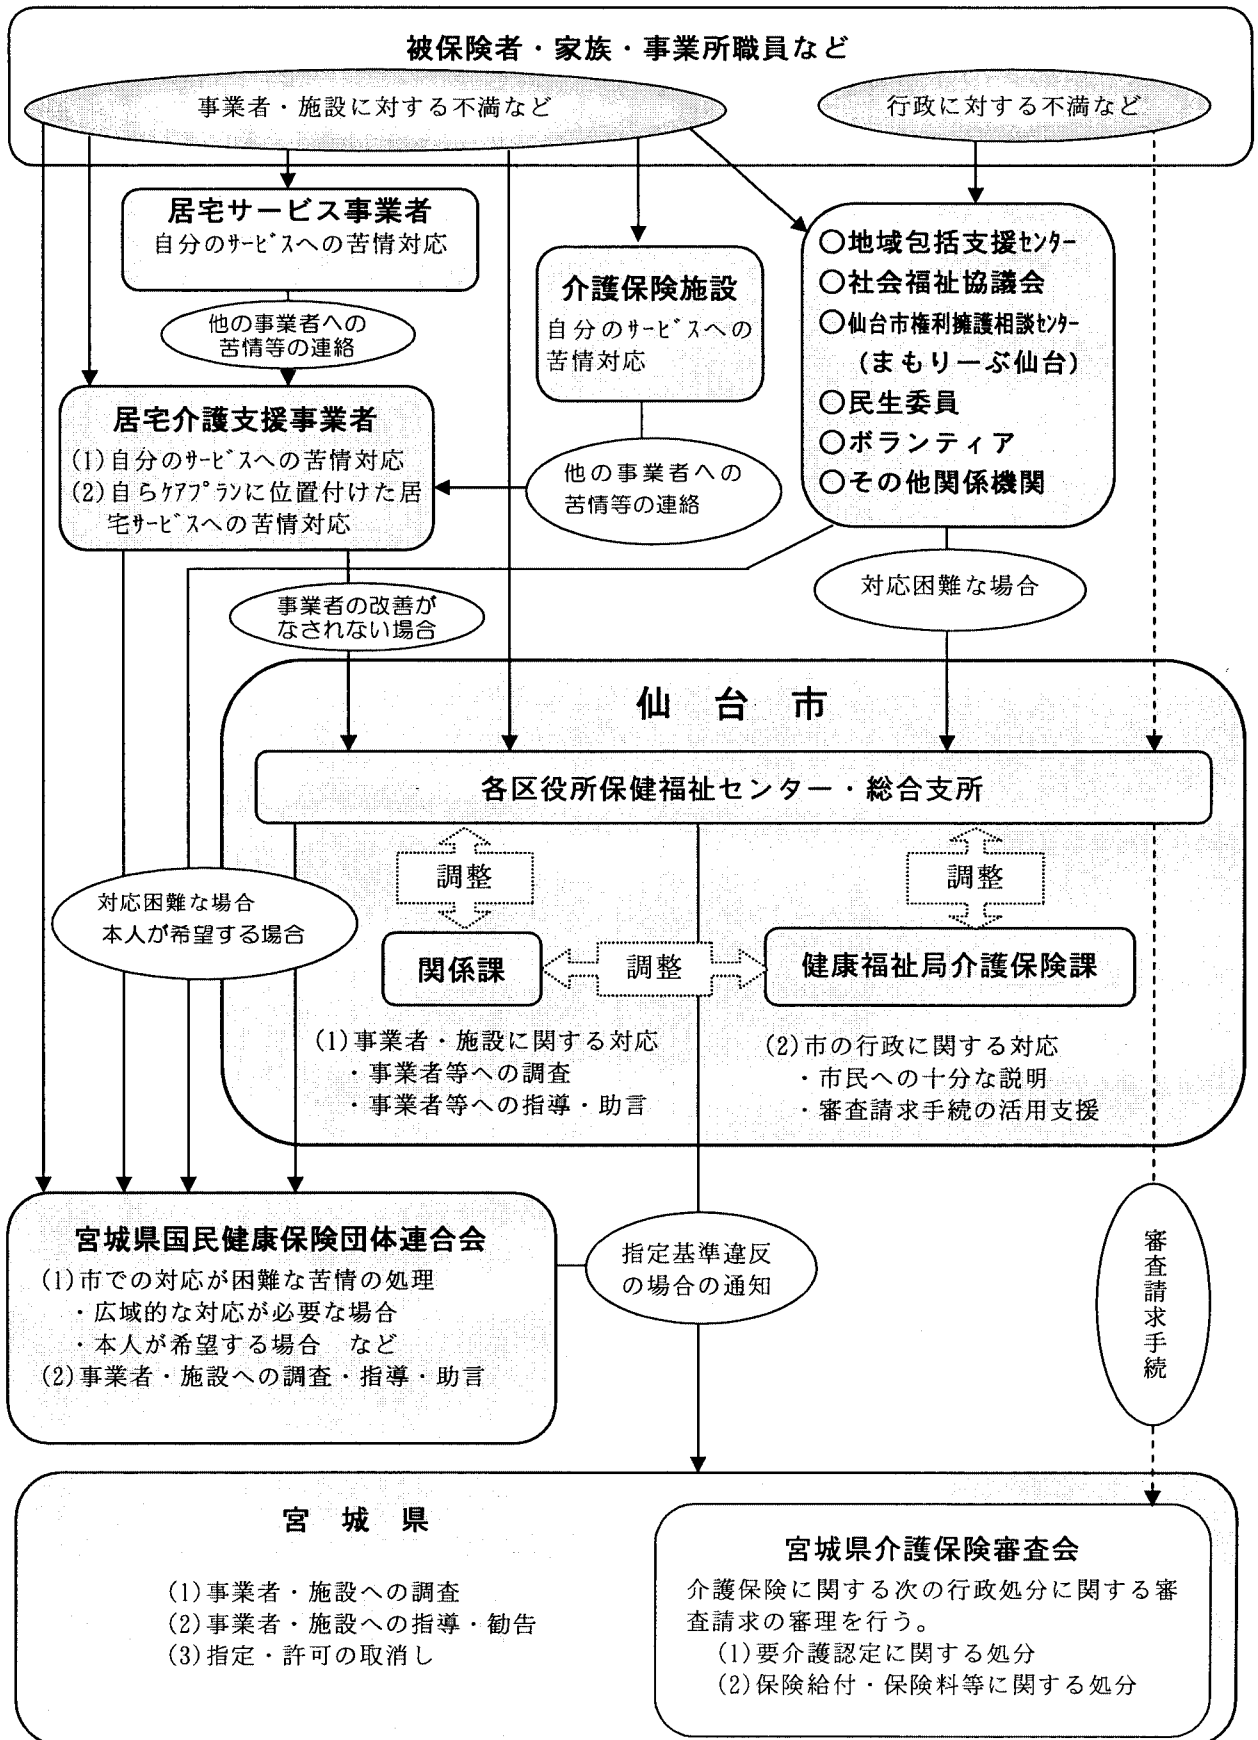 被保険者・家族・事業所職員など
事業者・施設に対する不満など
行政に対する不満など
居宅サービス事業者
自分のｻｰﾋﾞｽへの苦情対応
他の事業者への
苦情等の連絡
介護保険施設
自分のｻｰﾋﾞｽへの
苦情対応
○地域包括支援ｾﾝﾀｰ
○社会福祉協議会
○仙台市権利擁護相談ｾﾝﾀｰ
(まもりーぶ仙台)
○民生委員
○ボランティア
○その他関係機関
居宅介護支援事業者
(1)自分のｻｰﾋﾞｽへの苦情対応
(2)自らｹｱﾌﾟﾗﾝに位置付けた居
宅ｻｰﾋﾞｽへの苦情対応
他の事業者への
苦情等の連絡
事業者の改善が
なされない場合
対応困難な場合
仙台市
各区役所保健福祉センター・総合支所
調整
調整
対応困難な場合
本人が希望する場合
関係課
調整
健康福祉局介護保険課
(1)事業者・施設に関する対応
・事業者等への調査
・事業者等への指導・助言
(2)市の行政に関する対応
・市民への十分な説明
・審査請求手続の活用支援
宮城県国民健康保険団体連合会
(1)市での対応が困難な苦情の処理
・広域的な対応が必要な場合
・本人が希望する場合　など
(2)事業者・施設への調査・指導・助言
指定基準違反
の場合の通知
審査請求手続
宮城県
(1)事業者・施設への調査
(2)事業者・施設への指導・勧告
(3)指定・許可の取消し
宮城県介護保険審査会
介護保険に関する次の行政処分に関する審
査請求の審理を行う。
(1)要介護認定に関する処分
(2)保険給付・保険料等に関する処分